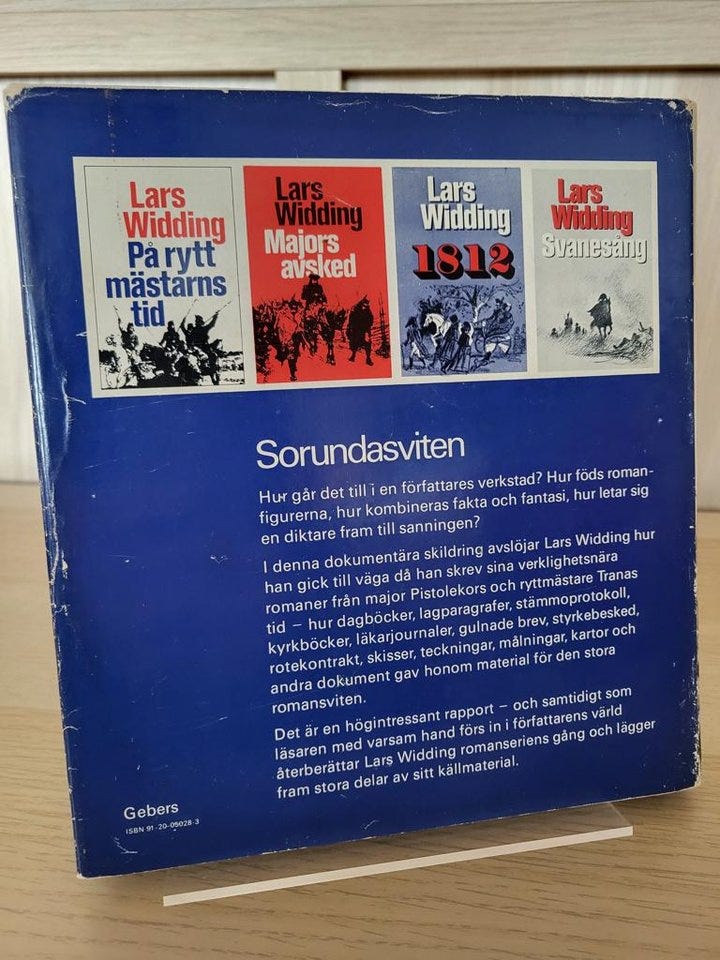 Lars
Widding
På rytt
mästarns
tid
Lars
Widding
Majors
avsked
Lars
Widding
1812
Lars
Widding
Svanesång
Sorundasviten
Hur går det till i en författares verkstad? Hur föds roman-
figurerna, hur kombineras fakta och fantasi, hur letar sig
en diktare fram till sanningen?
I denna dokumentära skildring avslöjar Lars Widding hur
han gick till väga då han skrev sina verklighetsnära
romaner från major Pistolekors och ryttmästare Tranas
tid – hur dagböcker, lagparagrafer, stämmoprotokoll,
kyrkböcker, läkarjournaler, gulnade brev, styrkebesked,
rotekontrakt, skisser, teckningar, målningar, kartor och
andra dokument gav honom material för den stora
romansviten.
Det är en högintressant rapport – och samtidigt som
läsaren med varsam hand förs in i författarens värld
återberättar Lars Widding romanseriens gång och lägger
fram stora delar av sitt källmaterial.
Gebers
ISBN 91-20-05028-3